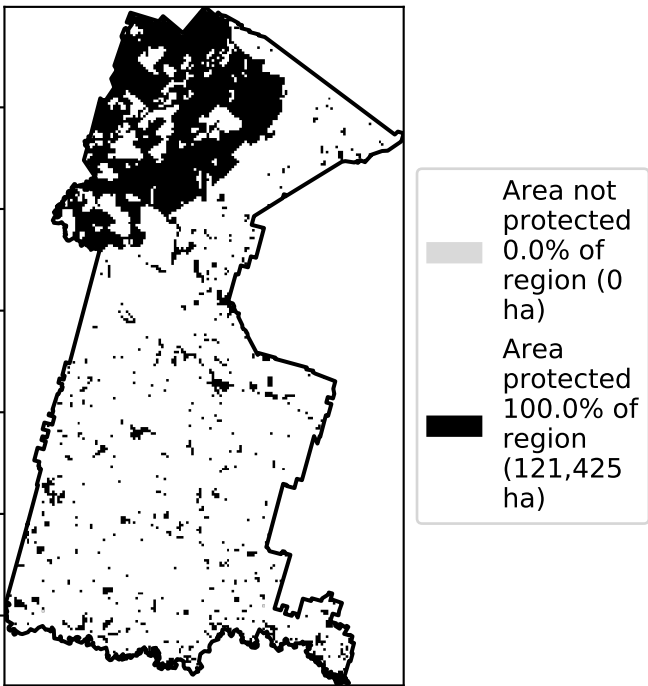 Area not
protected
0.0% of
region (0
ha)
Area
protected
100.0% of
region
(121,425
ha)